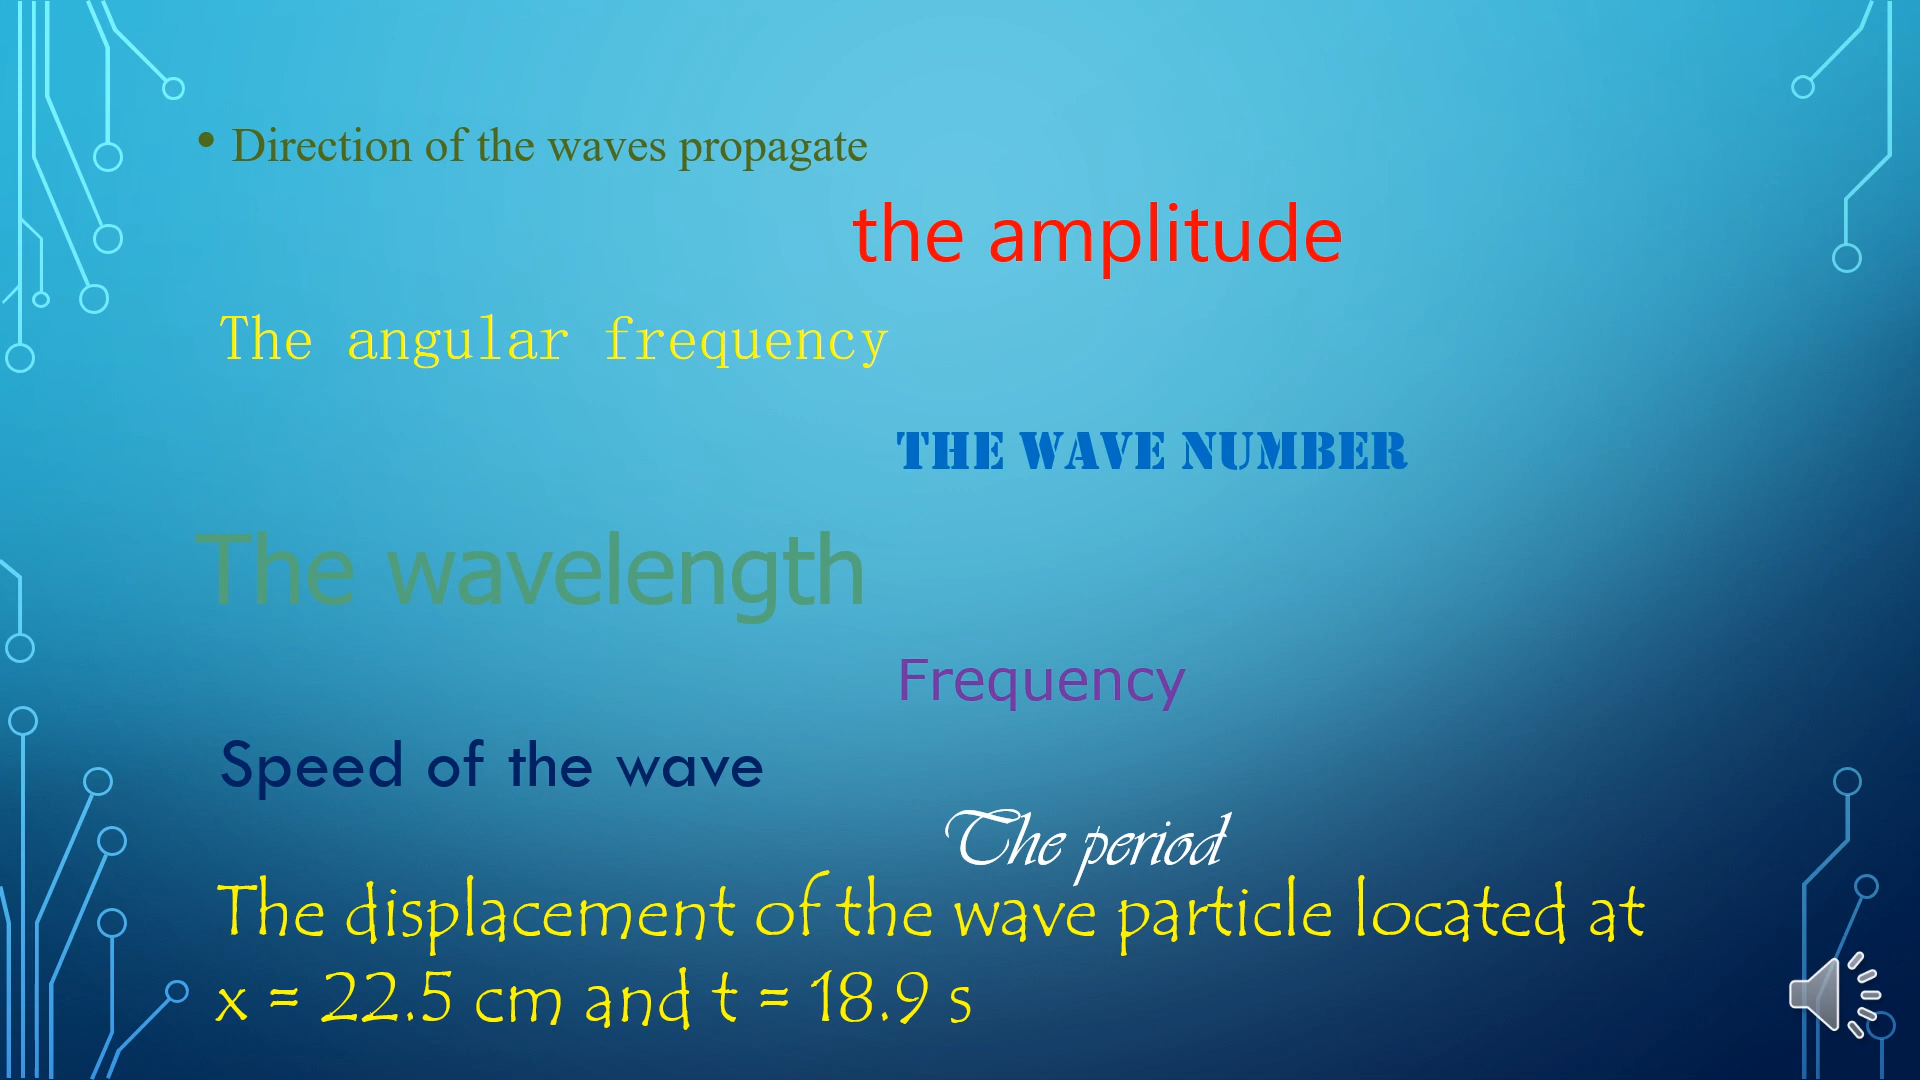 • Direction of the waves propagate
the amplitude
The angular frequency
THE WAVE NUMBER
The wavelength
Frequency
Speed of the wave
The period
The displacement of the wave particle located at
x = 22.5 cm and t = 18.9 s